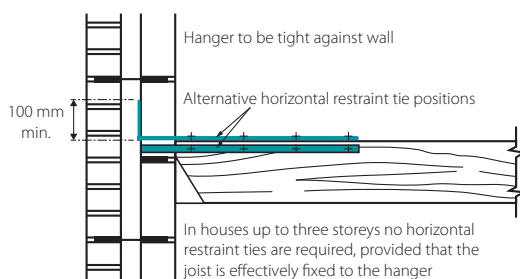 Hanger to be tight against wall
Alternative horizontal restraint tie positions
100 mm
min.
In houses up to three storeys no horizontal
restraint ties are required, provided that the
joist is effectively fixed to the hanger